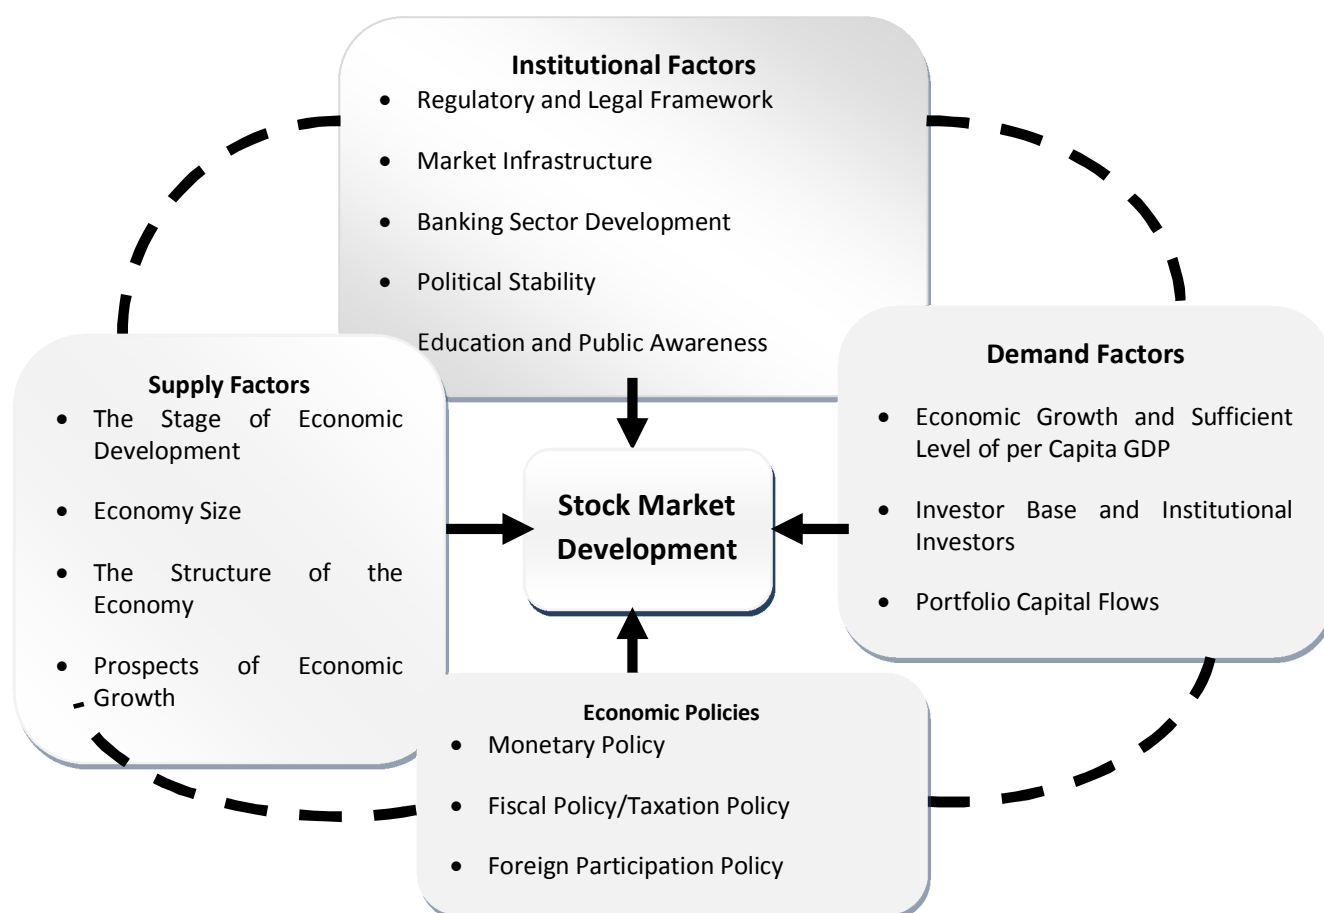 Institutional Factors
• Regulatory and Legal Framework
• Market Infrastructure
• Banking Sector Development
• Political Stability
Education and Public Awareness
Supply Factors
• The Stage of Economic
Development
• Economy Size
• The Structure of the
Economy
• Prospects of Economic
Growth
Stock Market
Development
Demand Factors
• Economic Growth and Sufficient
Level of per Capita GDP
• Investor Base and Institutional
Investors
• Portfolio Capital Flows
Economic Policies
• Monetary Policy
• Fiscal Policy/Taxation Policy
• Foreign Participation Policy